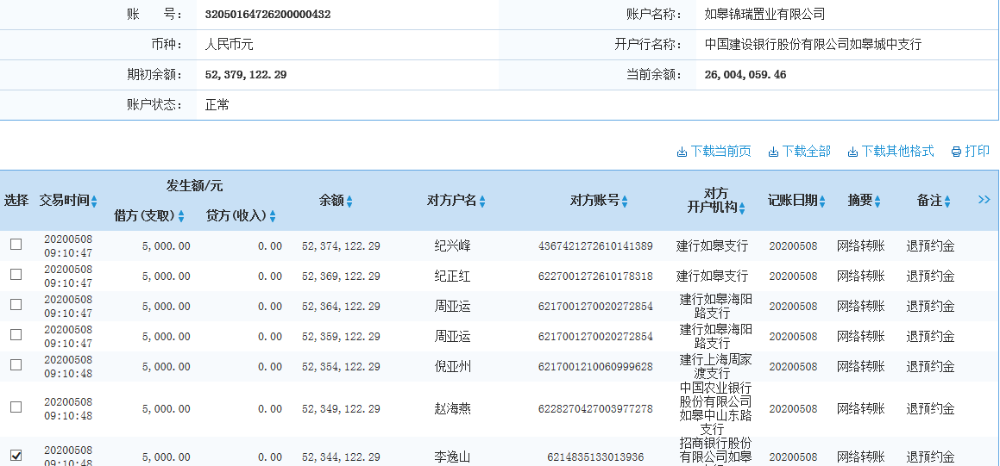 账 号： 32050164726200000432 账户名称： 如皋锦瑞置业有限公司
币种： 人民币元 开户行名称： 中国建设银行股份有限公司如皋城中支行
期初余额： 52,379,122.29 当前余额： 26,004,059.46
账户状态： 正常
下载当前页 下载全部 下载其他格式 打印
选择 交易时间 发生额/元 借方(支取) 贷方(收入) 余额 对方户名 对方账号 对方 开户机构 记账日期 摘要 备注 >>
20200508 09:10:47 5,000.00 0.00 52,374,122.29 纪兴峰 4367421272610141389 建行如皋支行 20200508 网络转账 退预约金
20200508 09:10:47 5,000.00 0.00 52,369,122.29 纪正红 6227001272610178318 建行如皋支行 20200508 网络转账 退预约金
20200508 09:10:47 5,000.00 0.00 52,364,122.29 周亚运 6217001270020272854 建行如皋海阳路支行 20200508 网络转账 退预约金
20200508 09:10:47 5,000.00 0.00 52,359,122.29 周亚运 6217001270020272854 建行如皋海阳路支行 20200508 网络转账 退预约金
20200508 09:10:48 5,000.00 0.00 52,354,122.29 倪亚州 6217001210060999628 建行上海周家渡支行 20200508 网络转账 退预约金
20200508 09:10:48 5,000.00 0.00 52,349,122.29 赵海燕 6228270427003977278 中国农业银行股份有限公司如皋中山东路支行 20200508 网络转账 退预约金
20200508 09:10:48 5,000.00 0.00 52,344,122.29 李逸山 6214835133013936 招商银行股份有限公司如皋 20200508 网络转账 退预约金